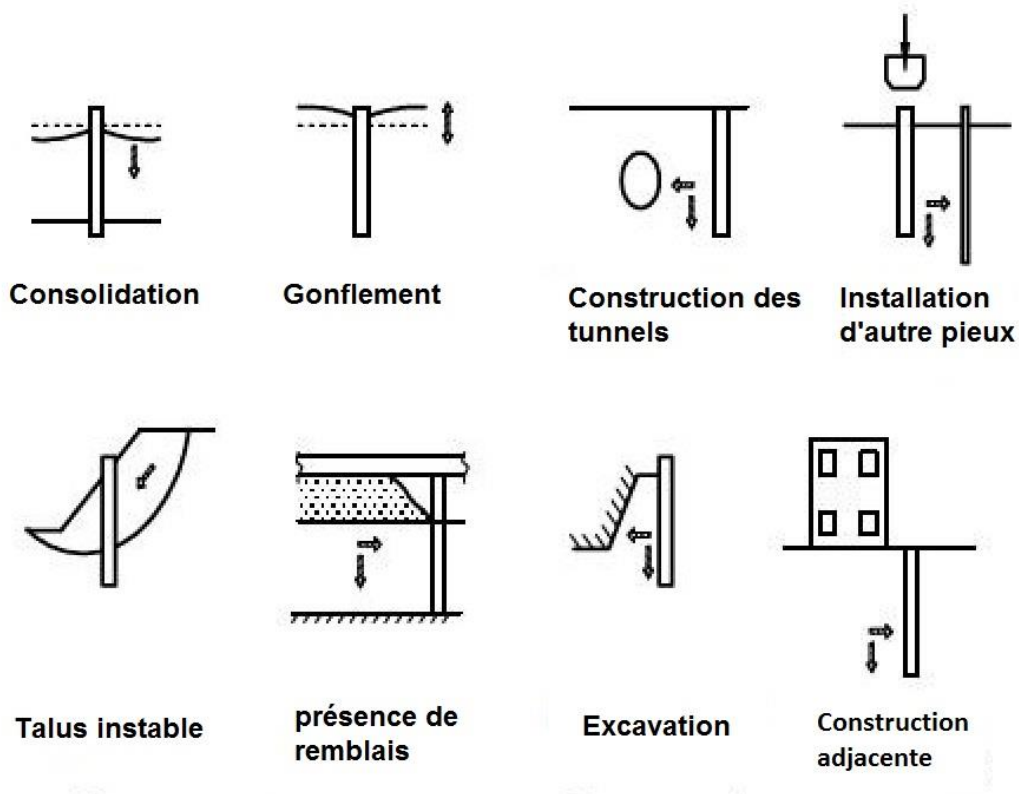 Consolidation
Gonflement
Construction des
tunnels
Installation
d'autre pieux
Talus instable
présence de
remblais
Excavation
Construction
adjacente